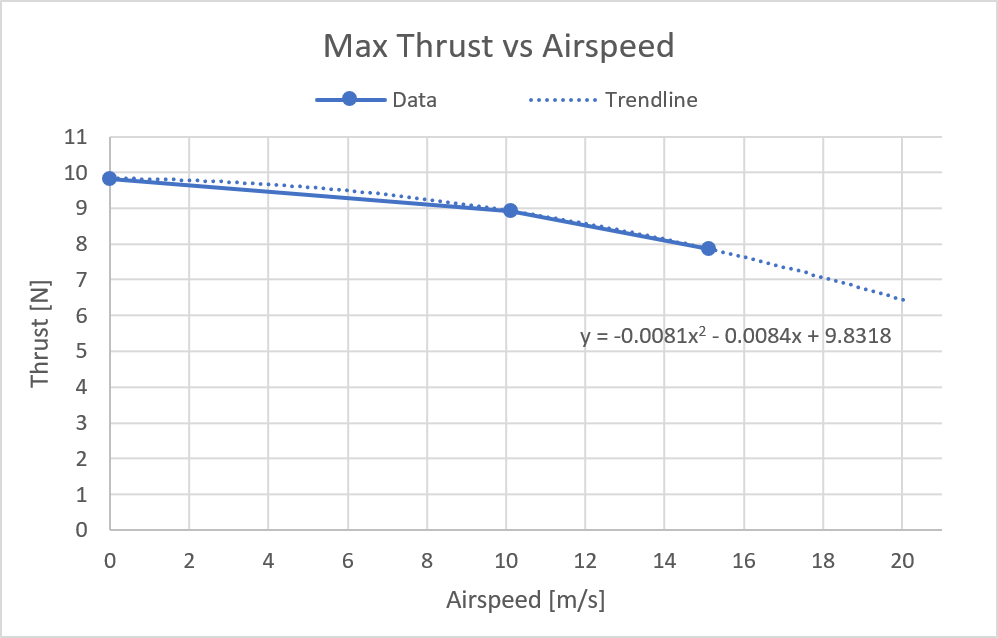 Max Thrust vs Airspeed
Data Trendline
11
10
9
8
7
6
5
4
3
2
1
0
Thrust [N]
y = -0.0081x² - 0.0084x + 9.8318
0 2 4 6 8 10 12 14 16 18 20
Airspeed [m/s]